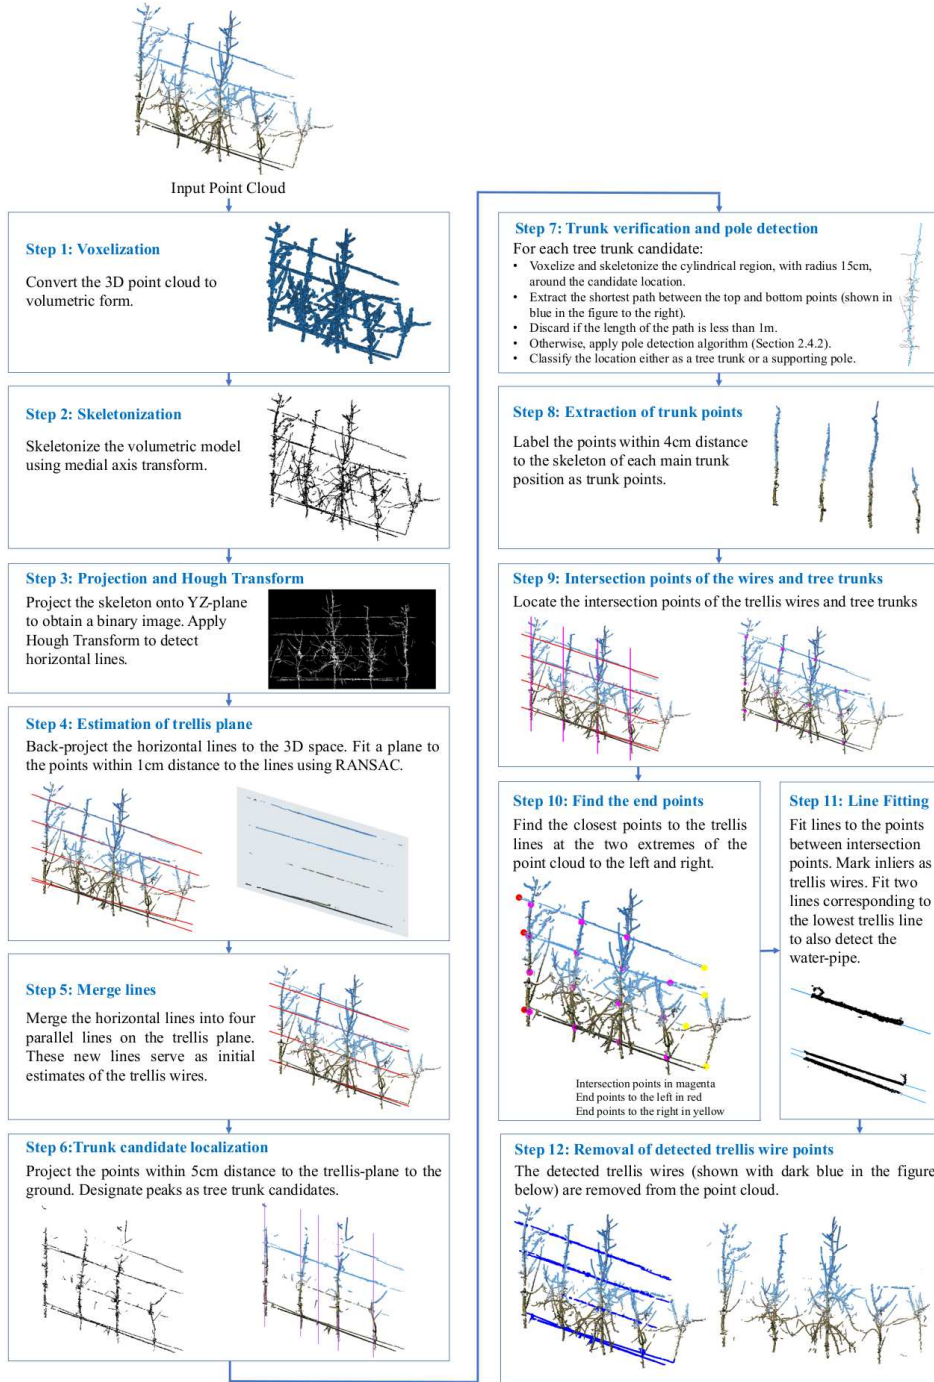 Input Point Cloud
Step 1: Voxelization
Convert the 3D point cloud to
volumetric form.
Step 2: Skeletonization
Skeletonize the volumetric model
using medial axis transform.
Step 3: Projection and Hough Transform
Project the skeleton onto YZ-plane
to obtain a binary image. Apply
Hough Transform to detect
horizontal lines.
Step 4: Estimation of trellis plane
Back-project the horizontal lines to the 3D space. Fit a plane to
the points within 1cm distance to the lines using RANSAC.
Step 5: Merge lines
Merge the horizontal lines into four
parallel lines on the trellis plane.
These new lines serve as initial
estimates of the trellis wires.
Step 6:Trunk candidate localization
Project the points within 5cm distance to the trellis-plane to the
ground. Designate peaks as tree trunk candidates.
Step 7: Trunk verification and pole detection
For each tree trunk candidate:
• Voxelize and skeletonize the cylindrical region, with radius 15cm,
around the candidate location.
• Extract the shortest path between the top and bottom points (shown in
blue in the figure to the right).
• Discard if the length of the path is less than 1m.
• Otherwise, apply pole detection algorithm (Section 2.4.2).
• Classify the location either as a tree trunk or a supporting pole.
Step 8: Extraction of trunk points
Label the points within 4cm distance
to the skeleton of each main trunk
position as trunk points.
Step 9: Intersection points of the wires and tree trunks
Locate the intersection points of the trellis wires and tree trunks
Step 10: Find the end points
Find the closest points to the trellis
lines at the two extremes of the
point cloud to the left and right.
Intersection points in magenta
End points to the left in red
End points to the right in yellow
Step 11: Line Fitting
Fit lines to the points
between intersection
points. Mark inliers as
trellis wires. Fit two
lines corresponding to
the lowest trellis line
to also detect the
water-pipe.
Step 12: Removal of detected trellis wire points
The detected trellis wires (shown with dark blue in the figure
below) are removed from the point cloud.